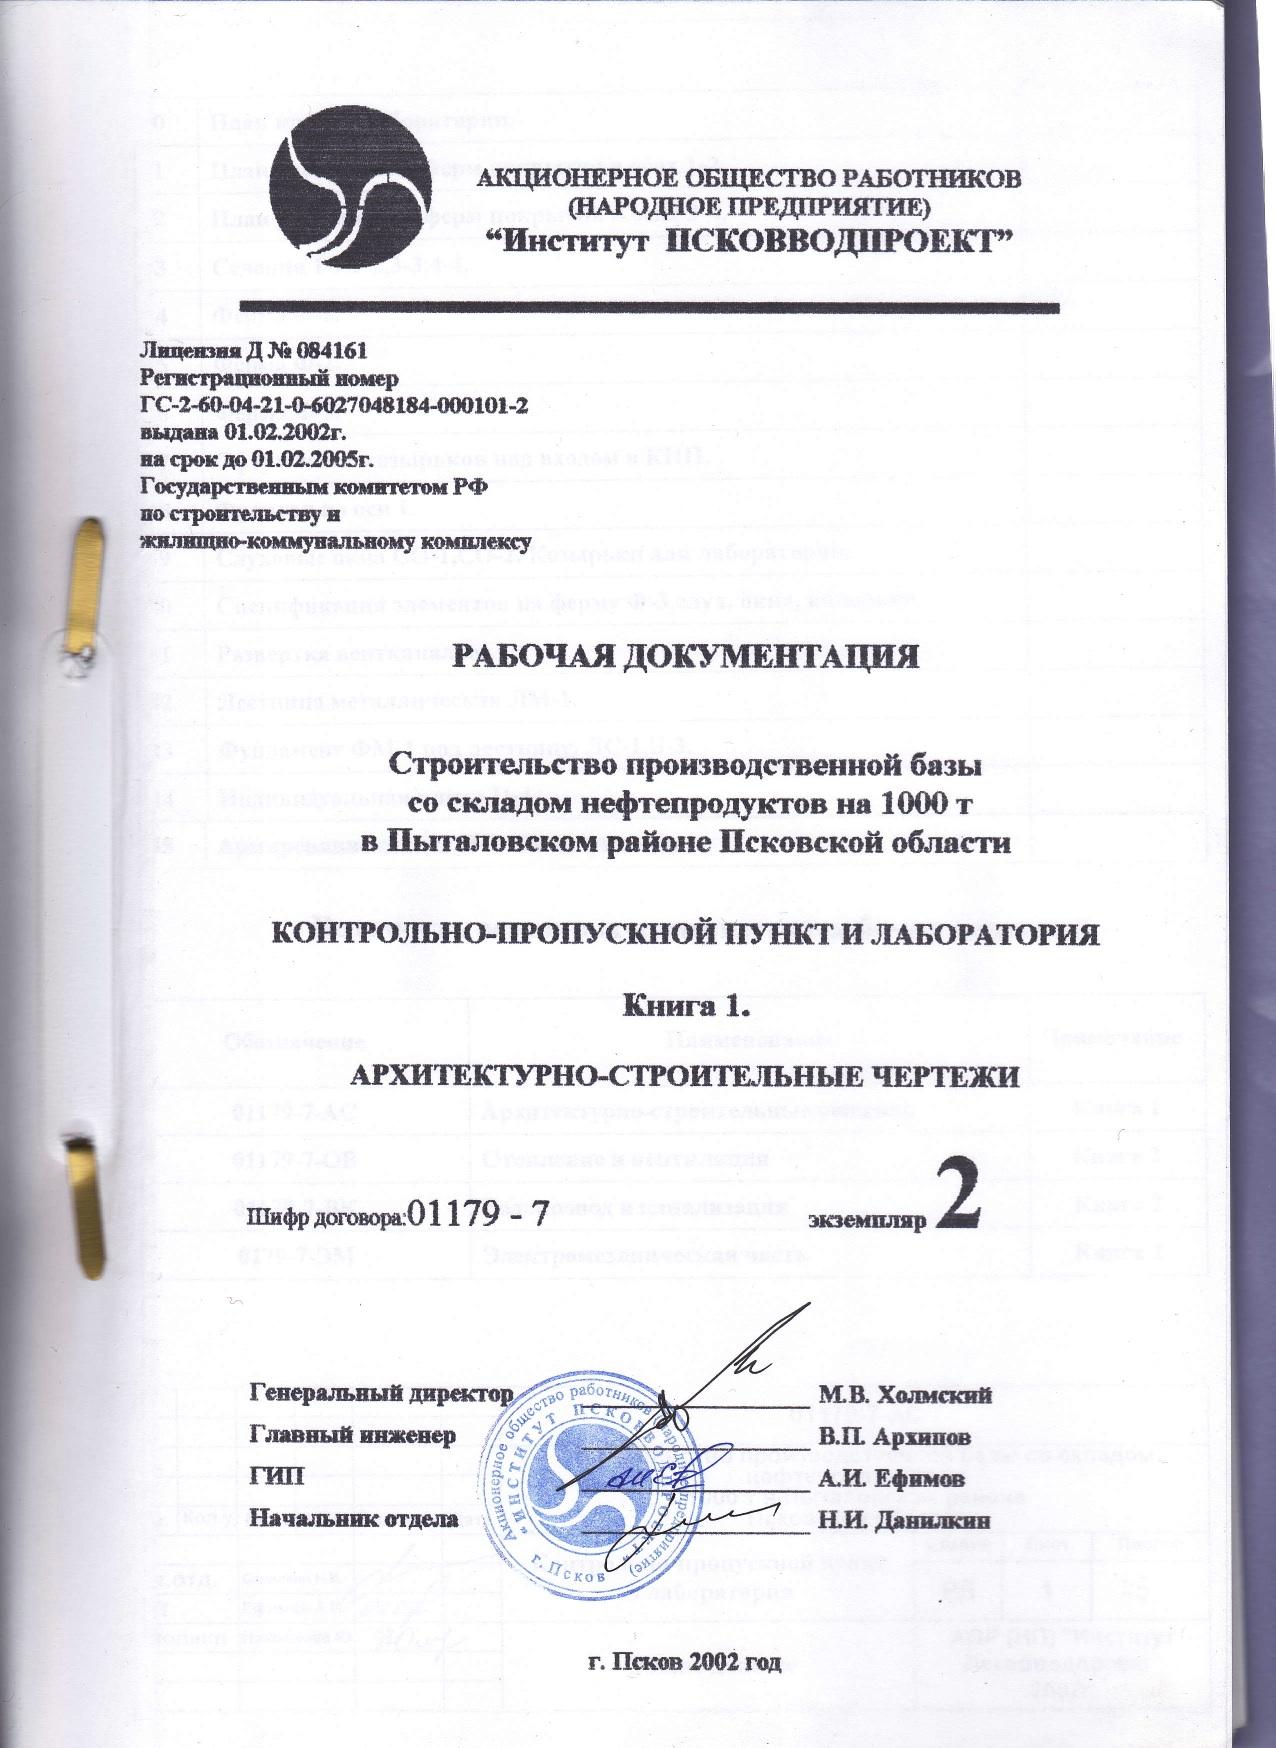 АКЦИОНЕРНОЕ ОБЩЕСТВО РАБОТНИКОВ
(НАРОДНОЕ ПРЕДПРИЯТИЕ)
“Институт ПСКОВВОДПРОЕКТ”
Лицензия Д № 084161
Регистрационный номер
ГС-2-60-04-21-0-6027048184-000101-2
выдана 01.02.2002г.
на срок до 01.02.2005г.
Государственным комитетом РФ
по строительству и
жилищно-коммунальному комплексу
РАБОЧАЯ ДОКУМЕНТАЦИЯ
Строительство производственной базы
со складом нефтепродуктов на 1000 т
в Пыталовском районе Псковской области
КОНТРОЛЬНО-ПРОПУСКНОЙ ПУНКТ И ЛАБОРАТОРИЯ
Книга 1.
АРХИТЕКТУРНО-СТРОИТЕЛЬНЫЕ ЧЕРТЕЖИ
Шифр договора:01179 - 7 экземпляр 2
Генеральный директор М.В. Холмский
Главный инженер В.П. Архипов
ГИП А.И. Ефимов
Начальник отдела Н.И. Данилкин
Акционерное общество работников (народное предприятие)
"ИНСТИТУТ ПСКОВВОДПРОЕКТ"
г. Псков
г. Псков 2002 год